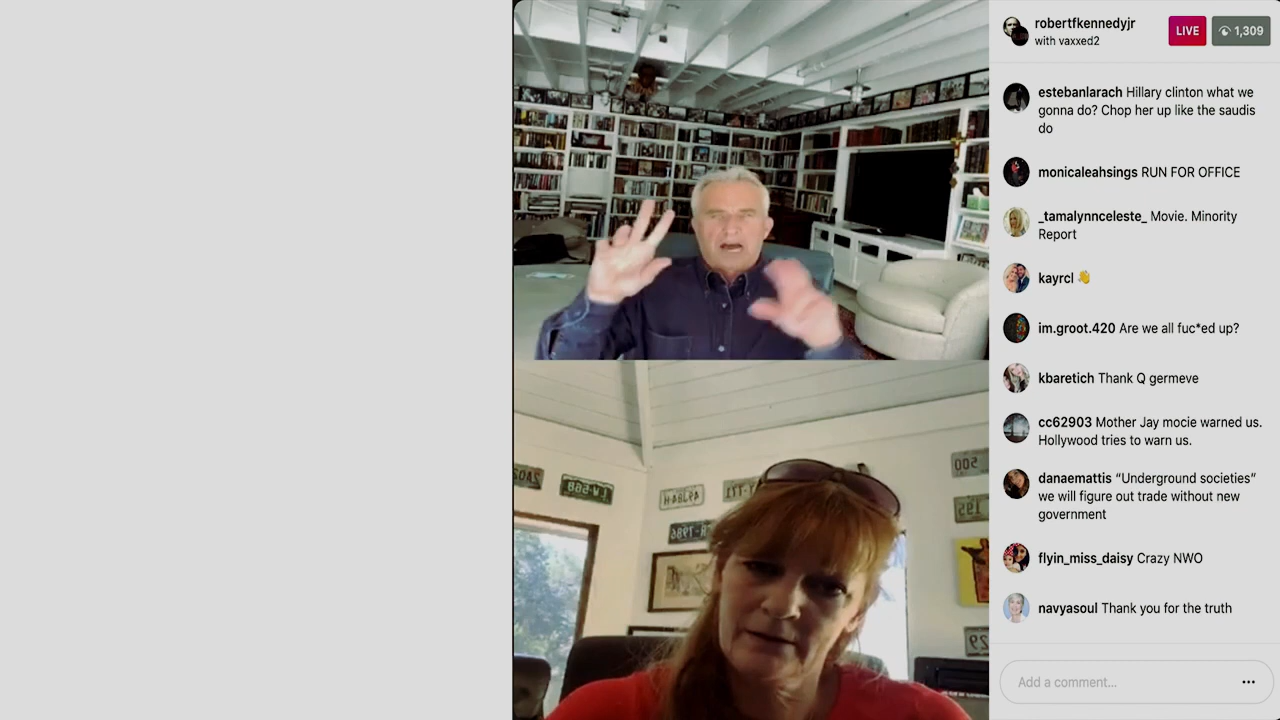 robertfkennedyjr
with vaxxed2
LIVE
1,309
estebanlarach Hillary clinton what we
gonna do? Chop her up like the saudis
do
monicaleahsings RUN FOR OFFICE
_tamalynnceleste_ Movie. Minority
Report
kayrcl 👋
im.groot.420 Are we all fuc*ed up?
kbaretich Thank Q germeve
cc62903 Mother Jay mocie warned us.
Hollywood tries to warn us.
danaemattis “Underground societies”
we will figure out trade without new
government
flyin_miss_daisy Crazy NWO
navyasoul Thank you for the truth
Add a comment...